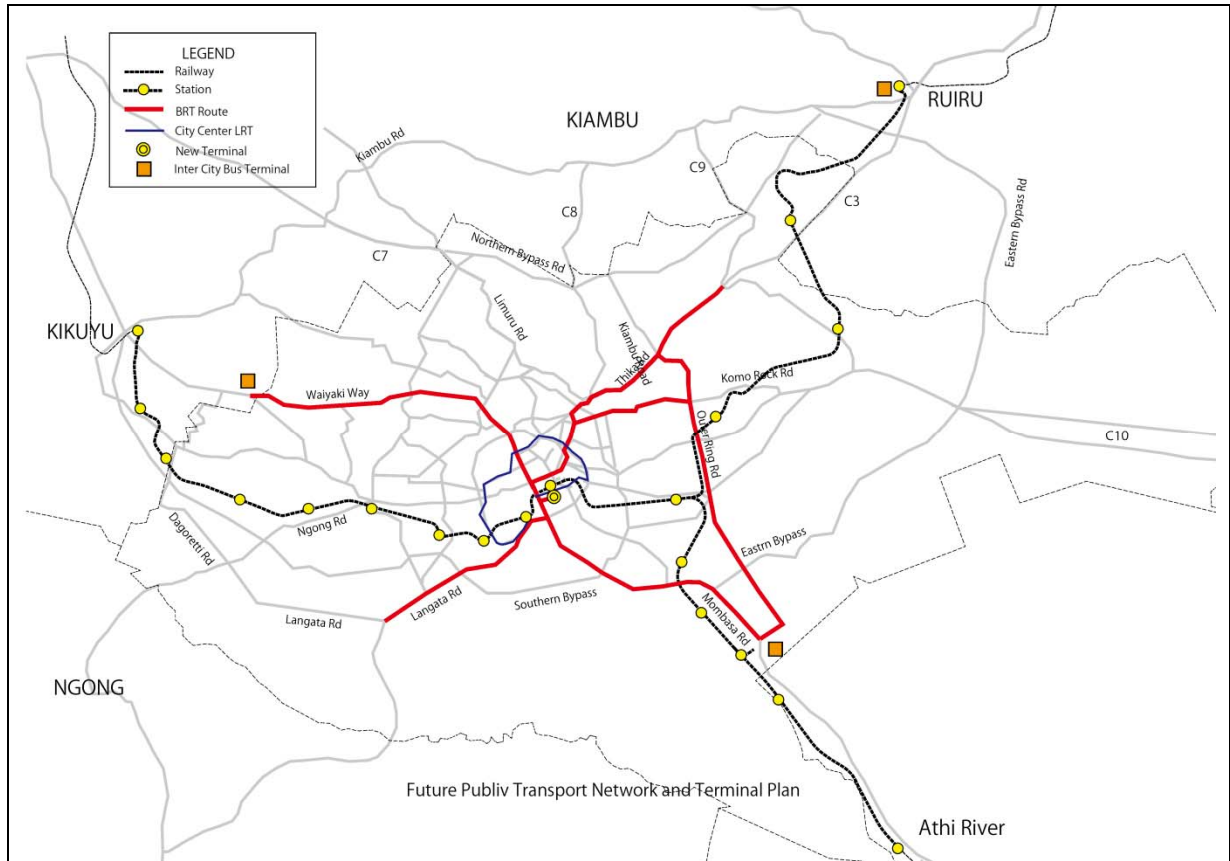 LEGEND
Railway
Station
BRT Route
City Center LRT
New Terminal
Inter City Bus Terminal
RUIRU
KIAMBU
Kiambu Rd
C9
C3
C8
Eastern Bypass Rd
C7
Northern Bypass Rd
Limuru Rd
KIKUYU
Thika Rd
Komo Rock Rd
Waiyaki Way
Outer Ring Rd
C10
Ngong Rd
Dagoretti Rd
Eastrn Bypass
Langata Rd
Southern Bypass
Langata Rd
Mombasa Rd
NGONG
Future Publiv Transport Network and Terminal Plan
Athi River